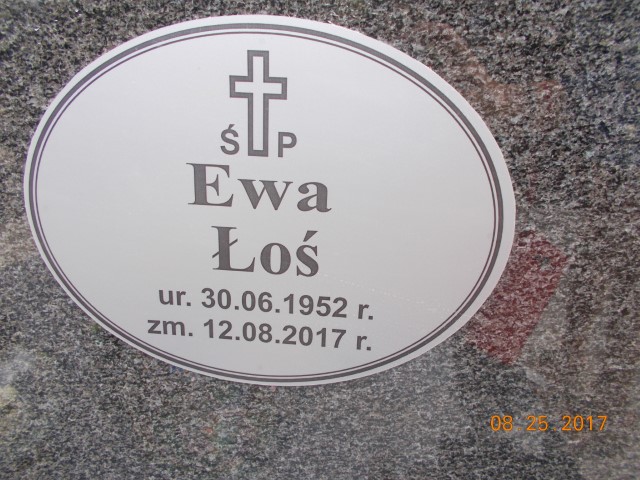 Ś P
Ewa
Łoś
ur. 30.06.1952 r.
zm. 12.08.2017 r.
08 25 2017